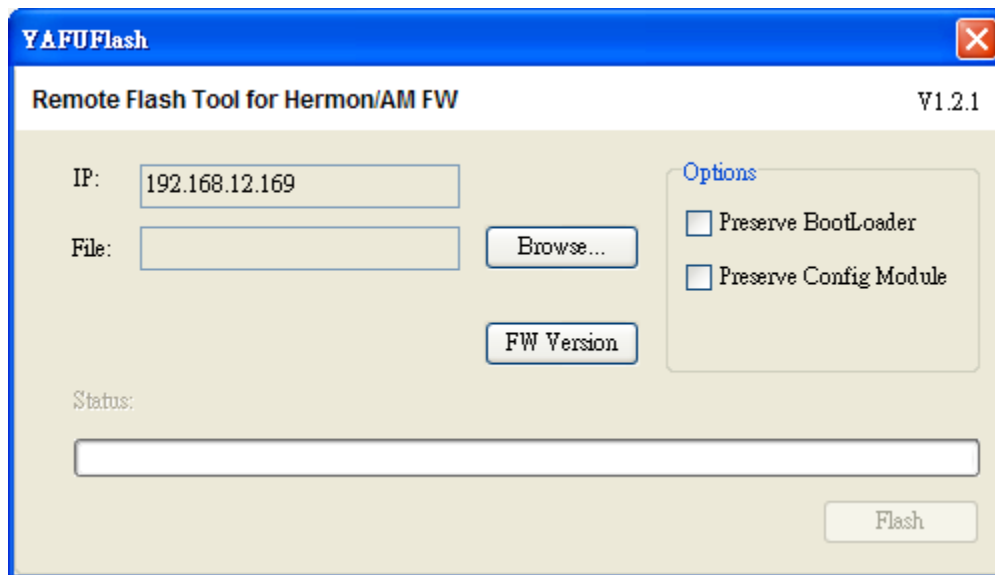 YAFUFlash
Remote Flash Tool for Hermon/AM FW V1.2.1
IP: 192.168.12.169
File: Browse...
FW Version
Options
Preserve BootLoader
Preserve Config Module
Status:
Flash